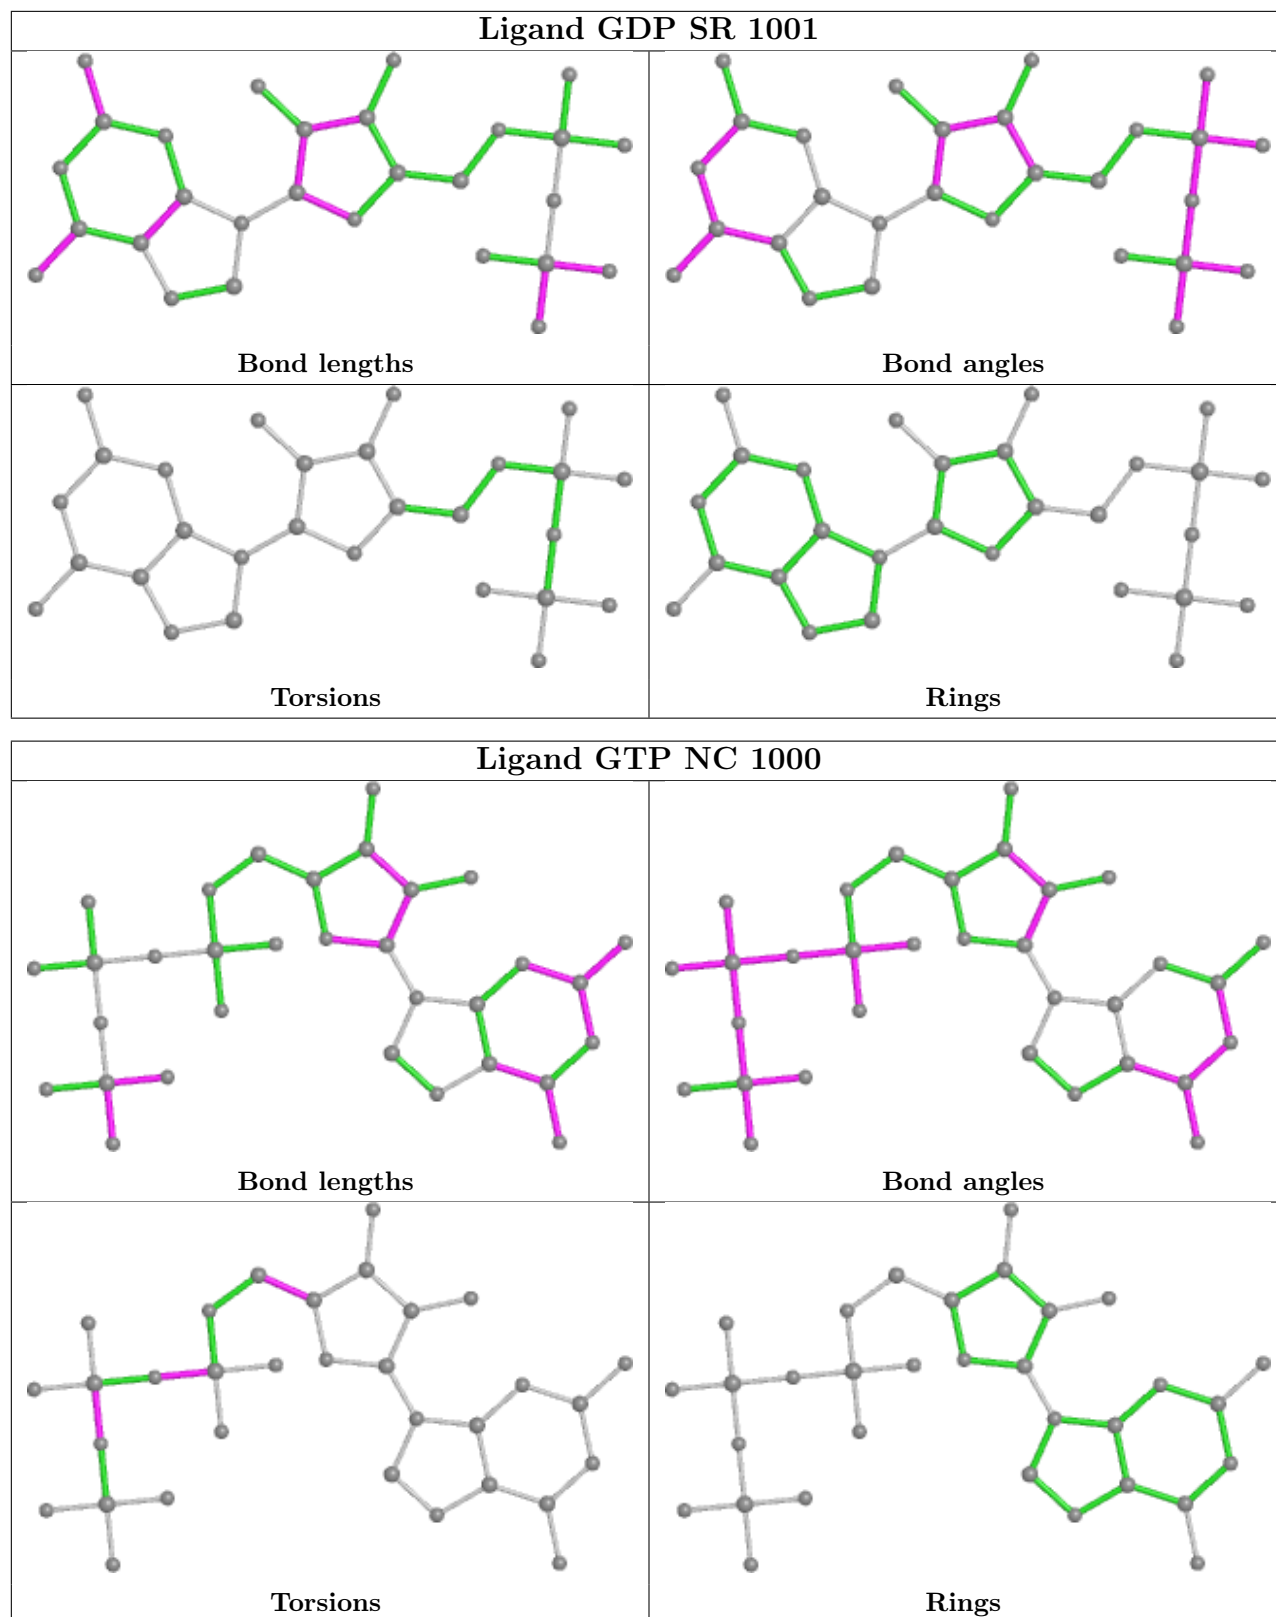 Ligand GDP SR 1001
Bond lengths
Bond angles
Torsions
Rings
Ligand GTP NC 1000
Bond lengths
Bond angles
Torsions
Rings